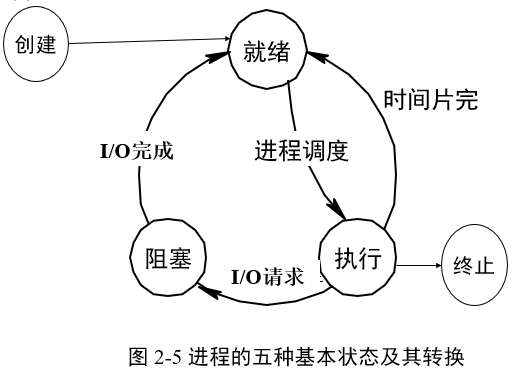 创建
就绪
时间片完
I/O完成
进程调度
阻塞
执行
I/O请求
终止
图 2-5 进程的五种基本状态及其转换